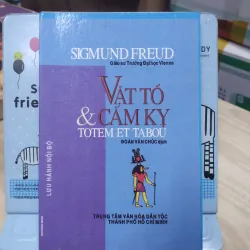 SIGMUND FREUD
Giáo sư Trường Đại học Vienne
VẬT TỔ
& CẤM KỴ
TOTEM ET TABOU
ĐOÀN VĂN CHÚC dịch
LƯU HÀNH NỘI BỘ
TRUNG TÂM VĂN HÓA DÂN TỘC
THÀNH PHỐ HỒ CHÍ MINH